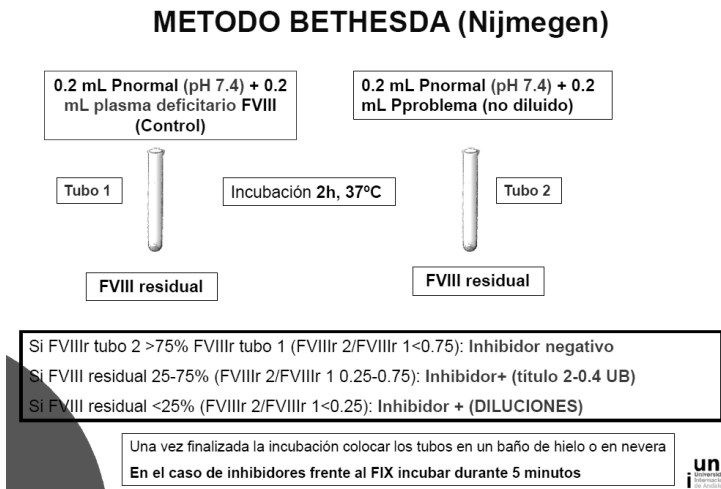 METODO BETHESDA (Nijmegen)
0.2 mL Pnormal (pH 7.4) + 0.2
mL plasma deficitario FVIII
(Control)
0.2 mL Pnormal (pH 7.4) + 0.2
mL Pproblema (no diluido)
Tubo 1
Incubación 2h, 37ºC
Tubo 2
FVIII residual
FVIII residual
Si FVIIIr tubo 2 >75% FVIIIr tubo 1 (FVIIIr 2/FVIIIr 1<0.75): Inhibidor negativo
Si FVIII residual 25-75% (FVIIIr 2/FVIIIr 1 0.25-0.75): Inhibidor+ (título 2-0.4 UB)
Si FVIII residual <25% (FVIIIr 2/FVIIIr 1<0.25): Inhibidor + (DILUCIONES)
Una vez finalizada la incubación colocar los tubos en un baño de hielo o en nevera
En el caso de inhibidores frente al FIX incubar durante 5 minutos
un
i